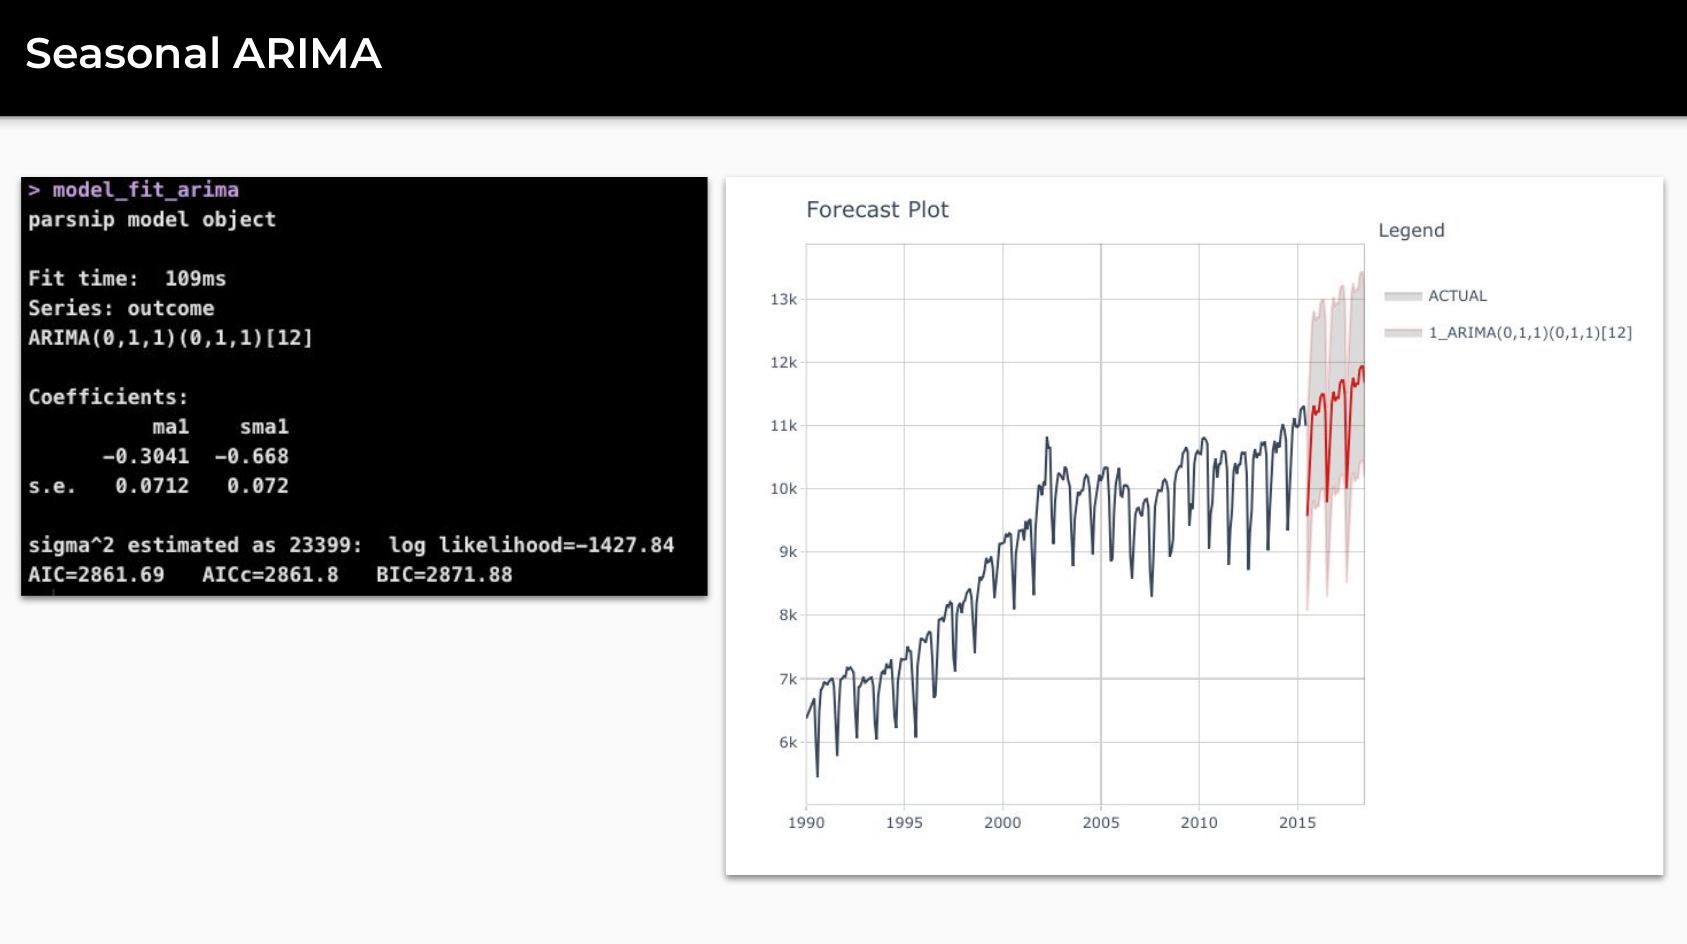 Seasonal ARIMA
> model_fit_arima
parsnip model object
Fit time:  109ms
Series: outcome
ARIMA(0,1,1)(0,1,1)[12]
Coefficients:
ma1    sma1
−0.3041  −0.668
s.e.   0.0712   0.072
sigma^2 estimated as 23399:  log likelihood=−1427.84
AIC=2861.69   AICc=2861.8   BIC=2871.88
Forecast Plot
Legend
ACTUAL
1_ARIMA(0,1,1)(0,1,1)[12]
13k
12k
11k
10k
9k
8k
7k
6k
1990 1995 2000 2005 2010 2015